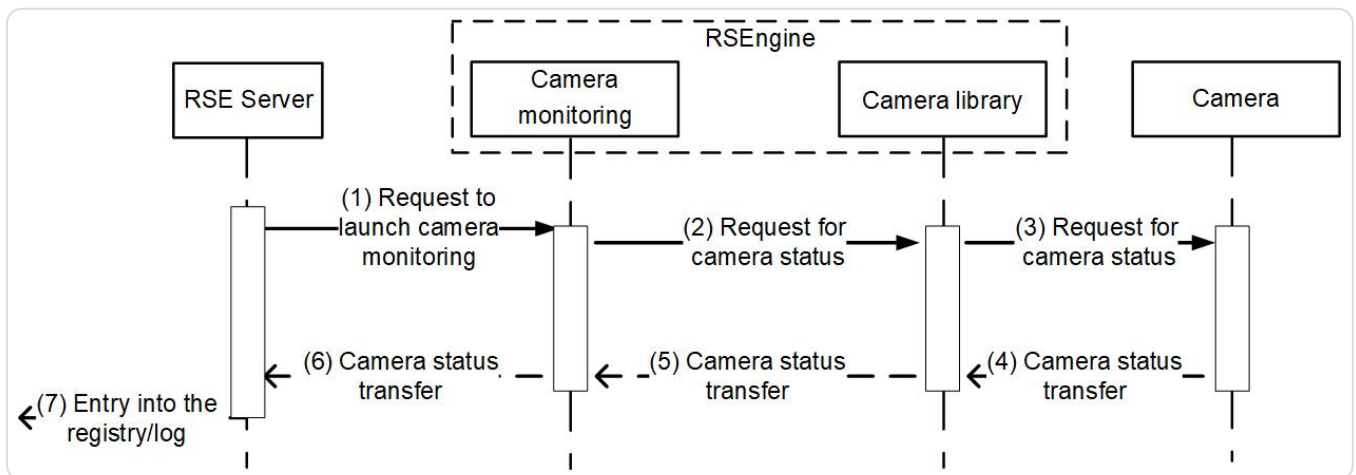 RSEngine
RSE Server
Camera
monitoring
Camera library
Camera
(1) Request to
launch camera
monitoring
(2) Request for
camera status
(3) Request for
camera status
(6) Camera status
transfer
(5) Camera status
transfer
(4) Camera status
transfer
(7) Entry into the
registry/log